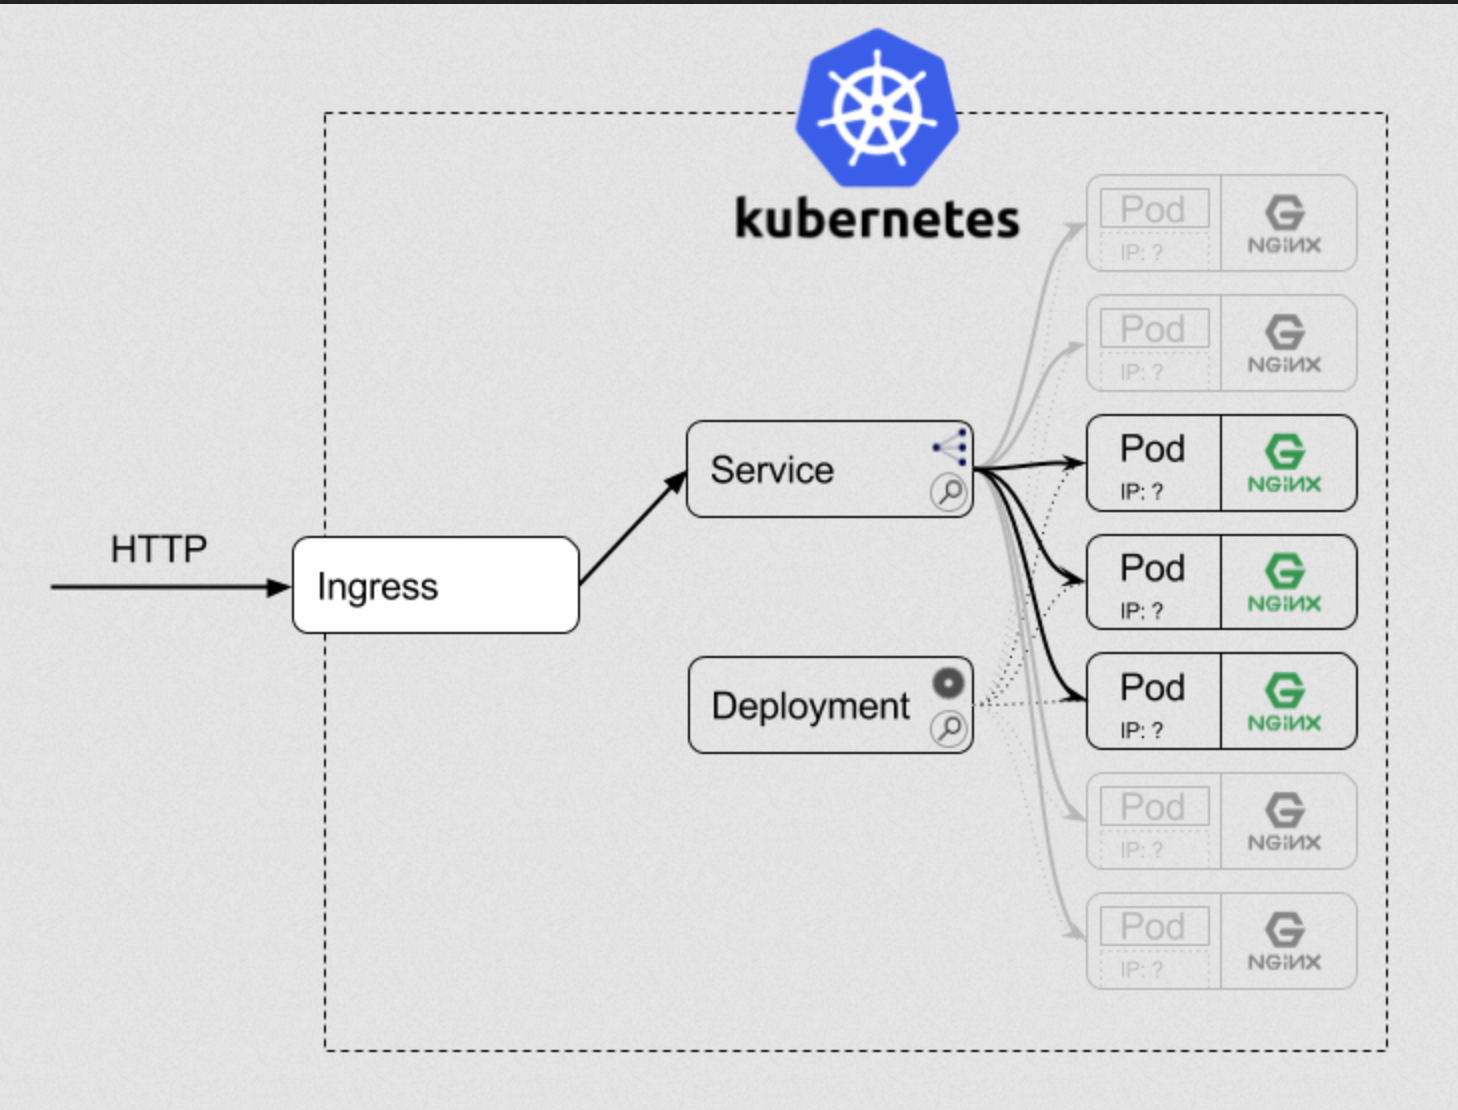 kubernetes
Pod
IP: ?
NGiNX
Pod
IP: ?
NGiNX
Service
Pod
IP: ?
NGiNX
HTTP
Ingress
Pod
IP: ?
NGiNX
Deployment
Pod
IP: ?
NGiNX
Pod
IP: ?
NGiNX
Pod
IP: ?
NGiNX